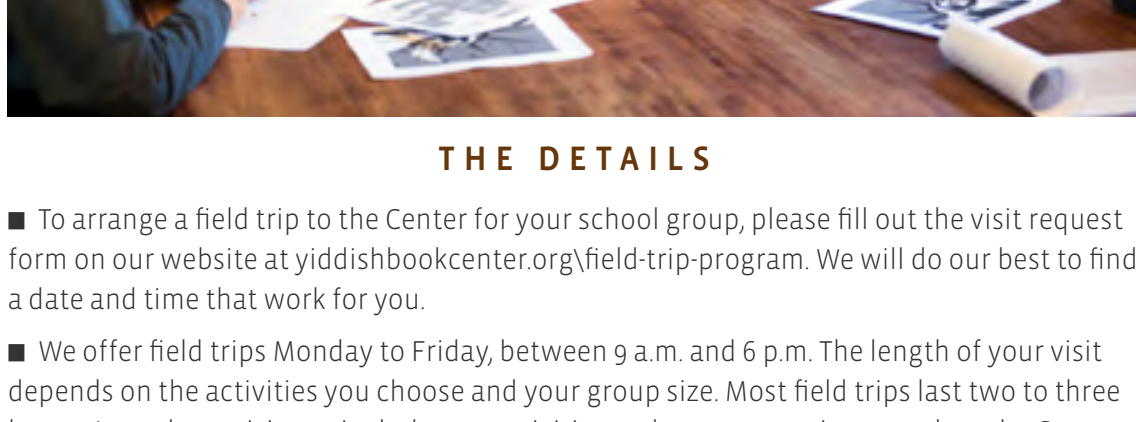 THE DETAILS
■ To arrange a field trip to the Center for your school group, please fill out the visit request
form on our website at yiddishbookcenter.org\field-trip-program. We will do our best to find
a date and time that work for you.
■ We offer field trips Monday to Friday, between 9 a.m. and 6 p.m. The length of your visit
depends on the activities you choose and your group size. Most field trips last two to three